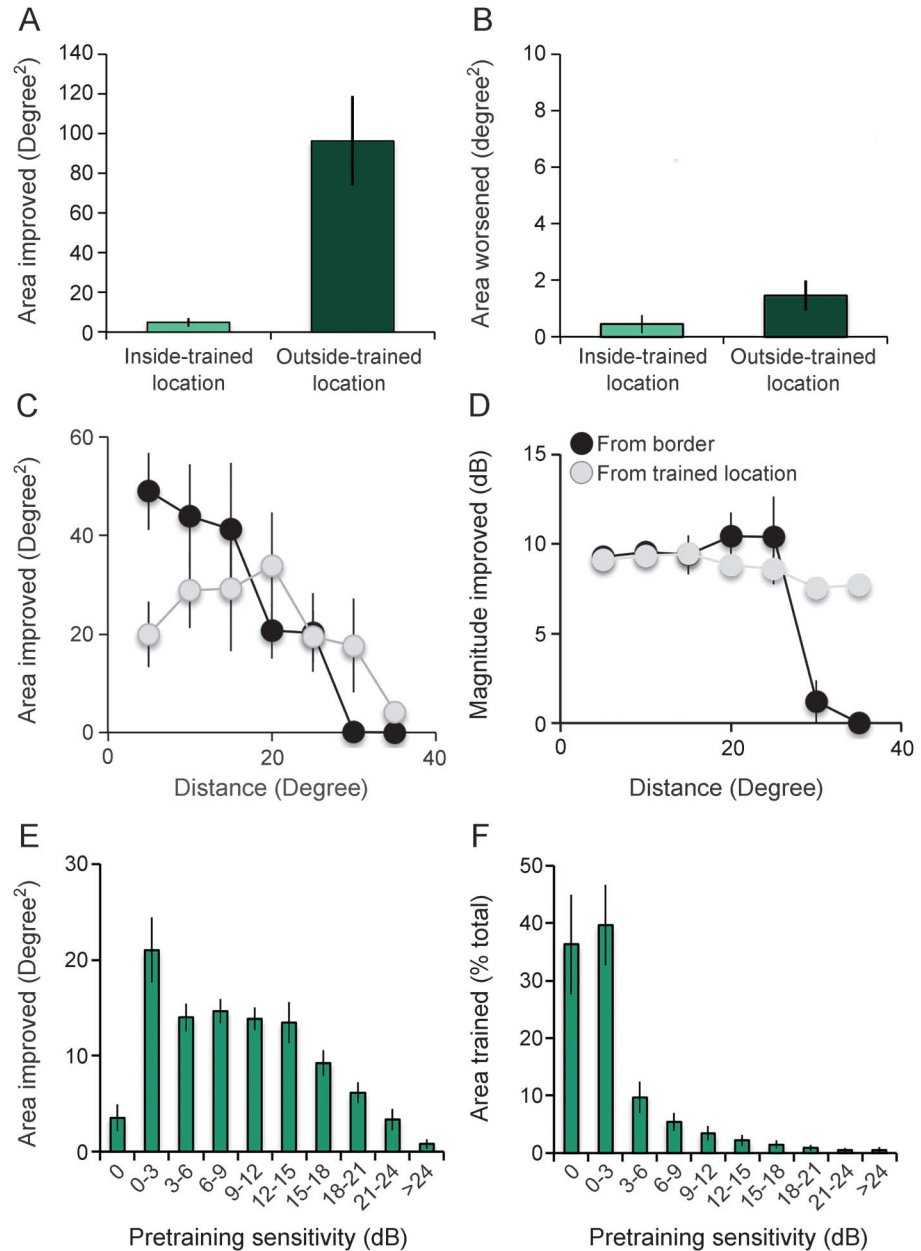 A
Area improved (Degree²)
140
120
100
80
60
40
20
0
Inside-trained
location
Outside-trained
location
B
Area worsened (degree²)
10
8
6
4
2
0
Inside-trained
location
Outside-trained
location
C
Area improved (Degree²)
60
40
20
0
0
20
40
Distance (Degree)
D
Magnitude improved (dB)
15
10
5
0
From border
From trained location
0
20
40
Distance (Degree)
E
Area improved (Degree²)
30
20
10
0
0
0-3
3-6
6-9
9-12
12-15
15-18
18-21
21-24
>24
Pretraining sensitivity (dB)
F
Area trained (% total)
50
40
30
20
10
0
0
0-3
3-6
6-9
9-12
12-15
15-18
18-21
21-24
>24
Pretraining sensitivity (dB)